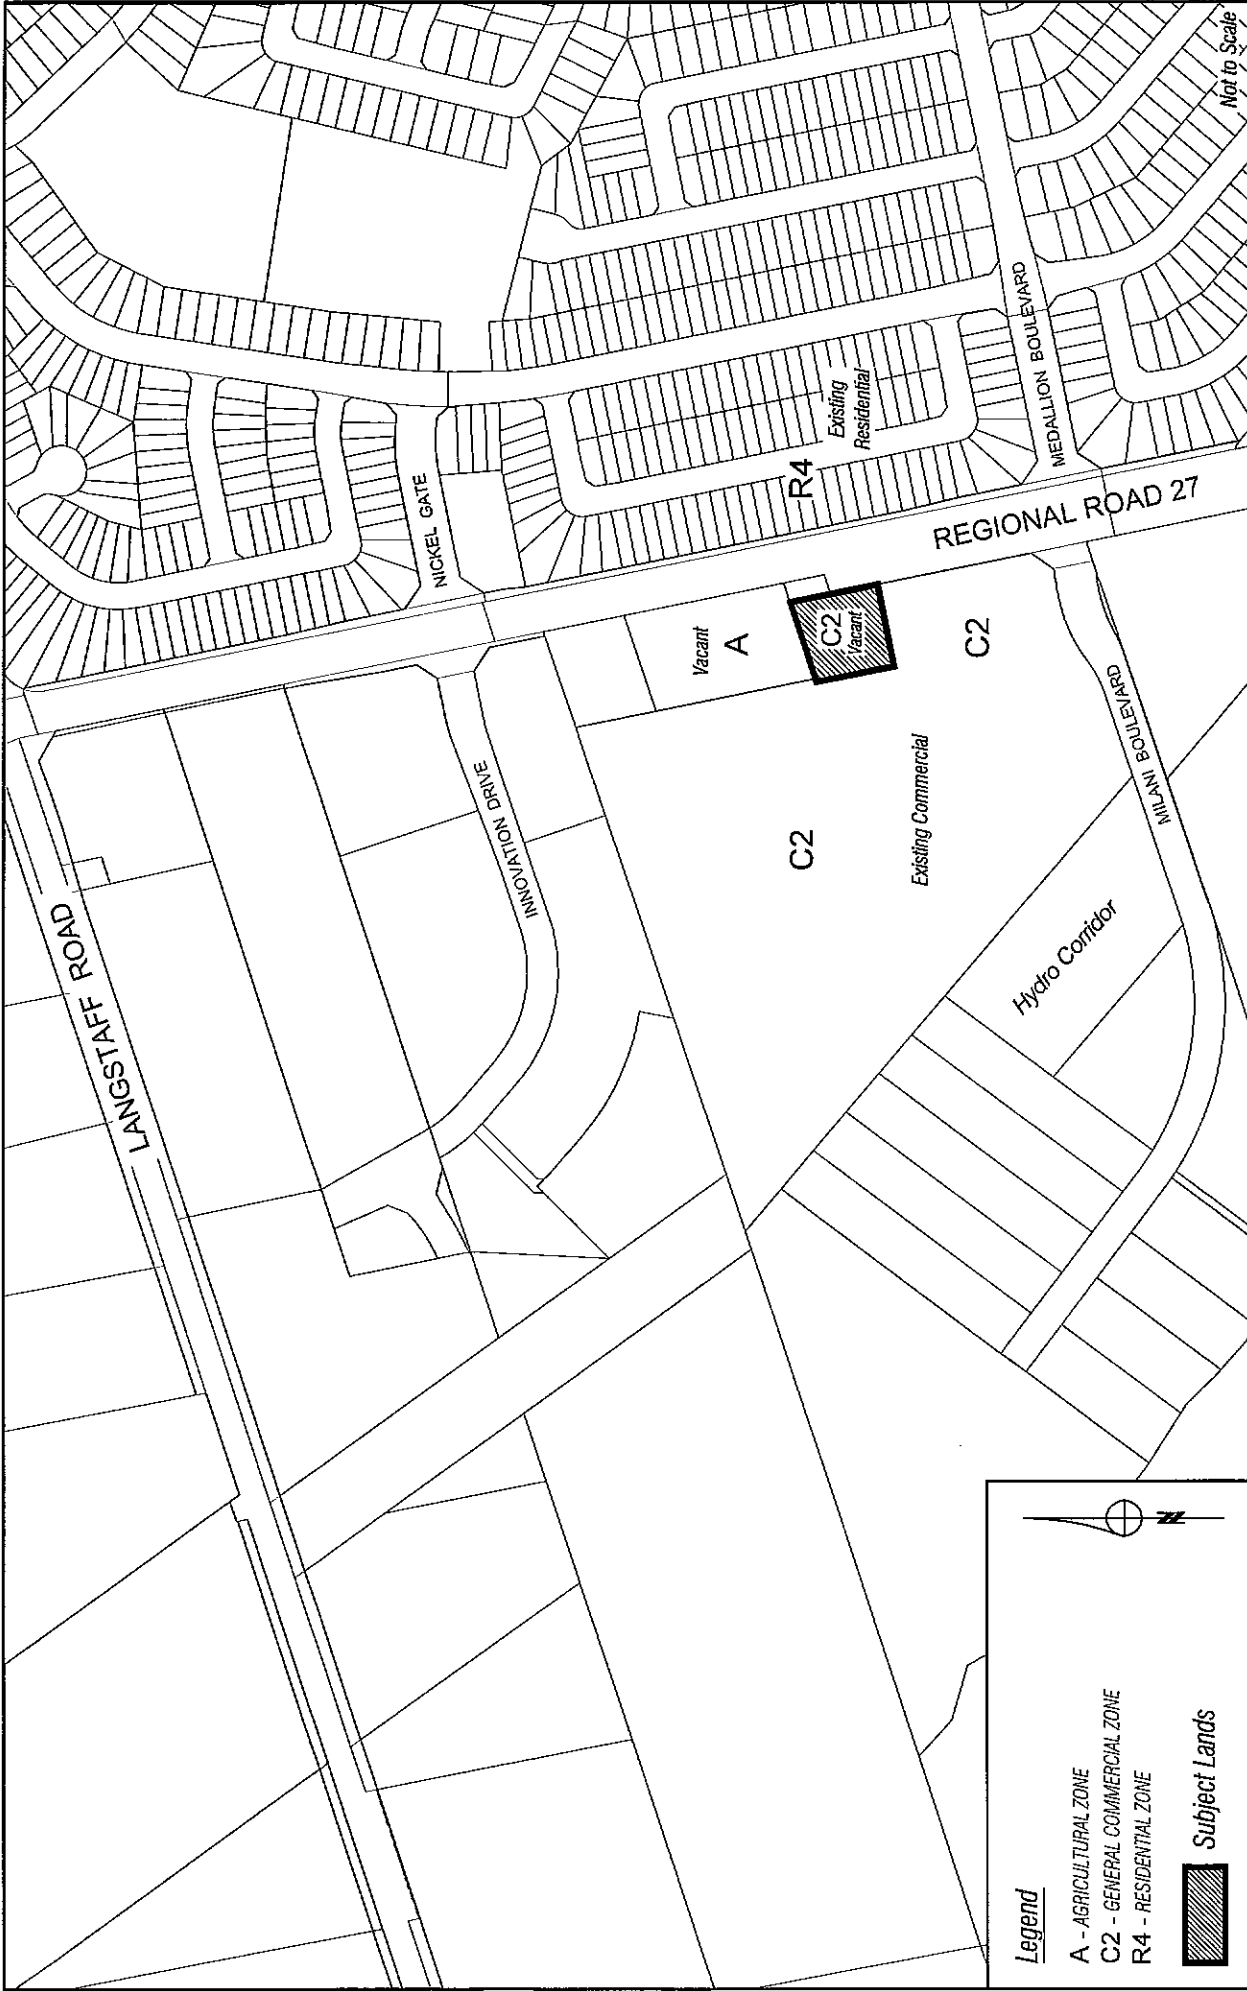 LANGSTAFF ROAD
INNOVATION DRIVE
NICKEL GATE
REGIONAL ROAD 27
MEDALLION BOULEVARD
MILANI BOULEVARD
R4
Existing
Residential
Vacant
A
C2
Vacant
C2
C2
Existing Commercial
Hydro Corridor
Not to Scale
Legend
A - AGRICULTURAL ZONE
C2 - GENERAL COMMERCIAL ZONE
R4 - RESIDENTIAL ZONE
Subject Lands
N